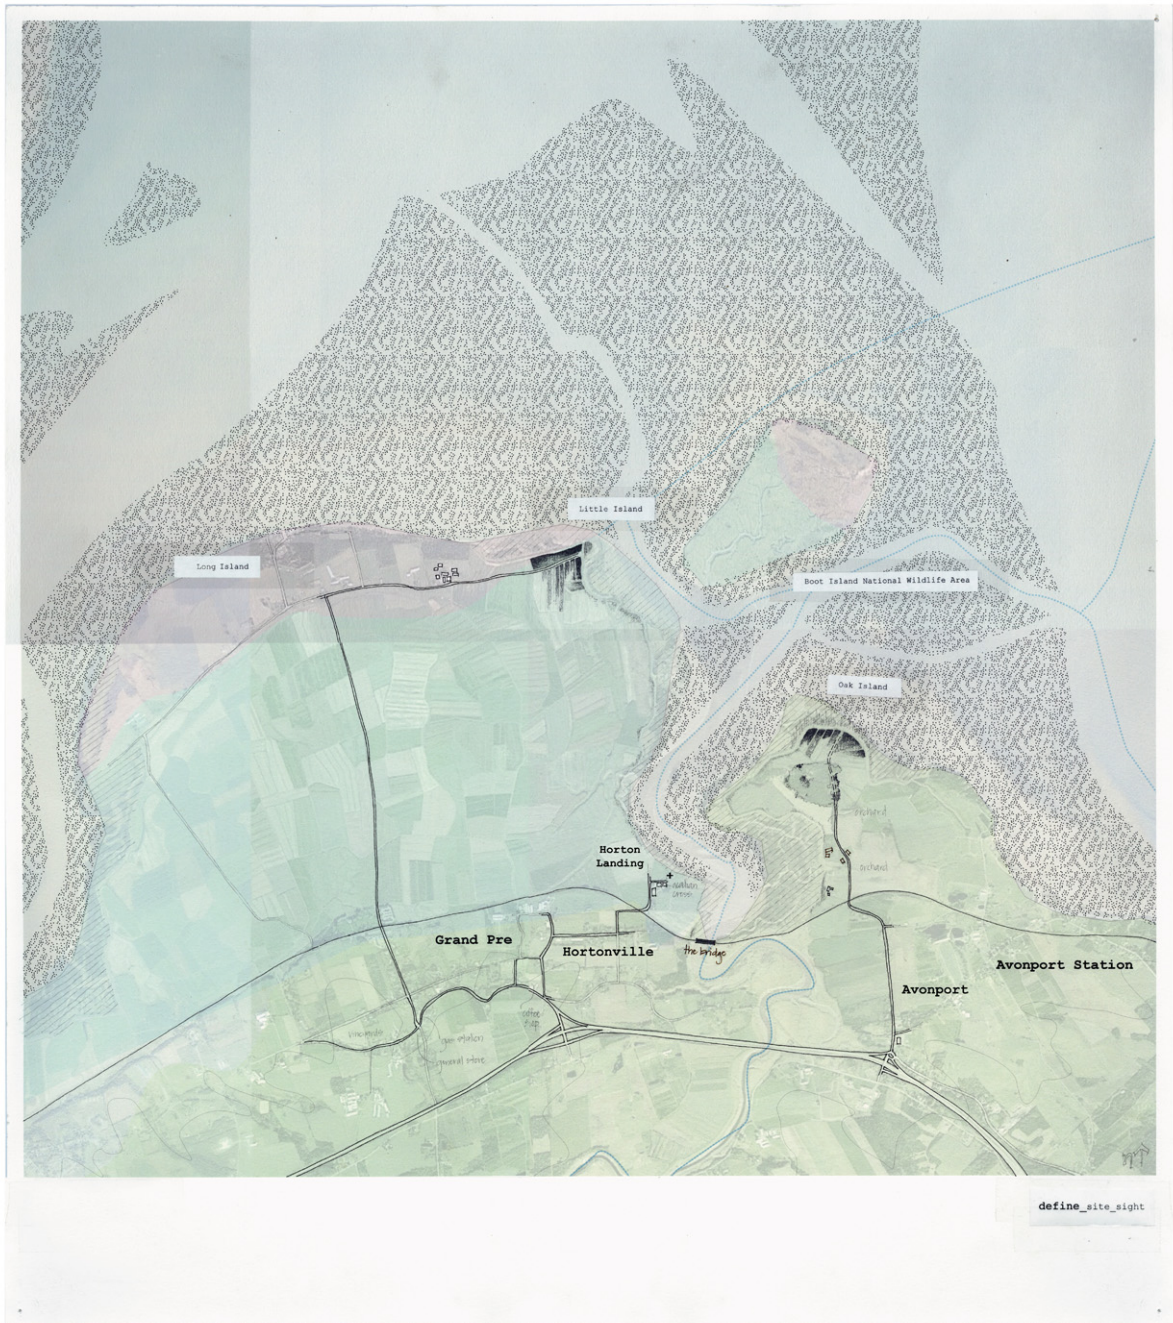 Little Island
Long Island
Boot Island National Wildlife Area
Oak Island
orchard
Horton
Landing
orchard
Grand Pre
Hortonville
the bridge
Avonport Station
Avonport
vineyards
gas station
general store
define_site_sight